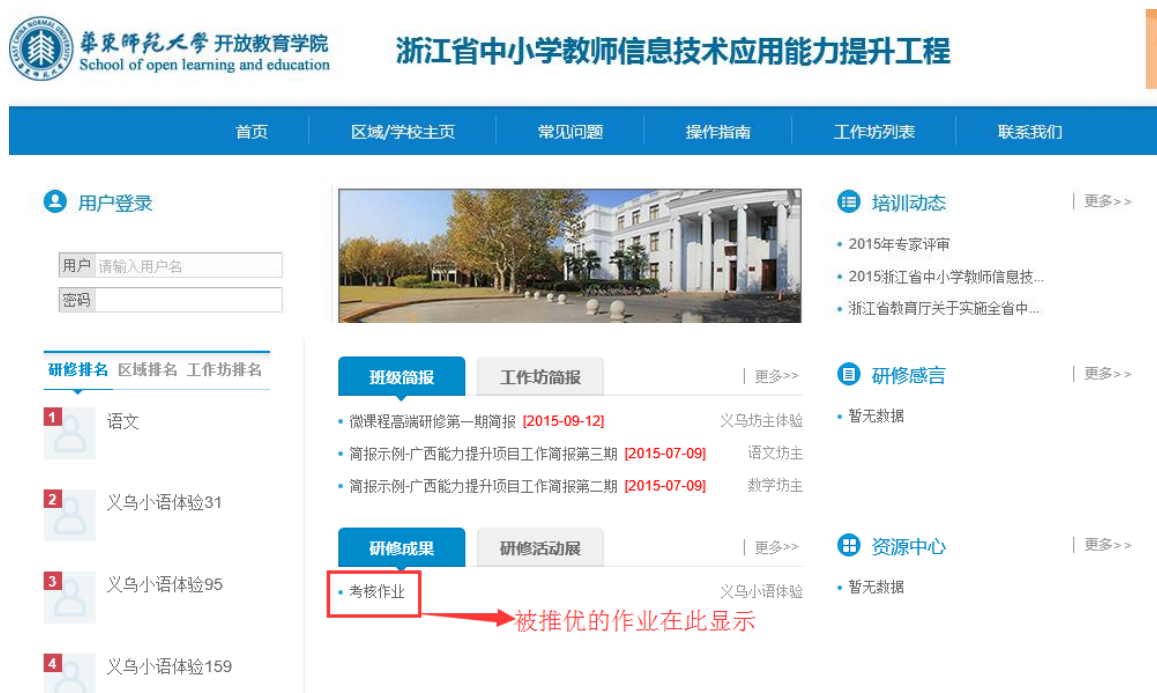 華東師範大學 开放教育学院
School of open learning and education
浙江省中小学教师信息技术应用能力提升工程
首页 区域/学校主页 常见问题 操作指南 工作坊列表 联系我们
用户登录
用户 请输入用户名
密码
培训动态 更多>>
• 2015年专家评审
• 2015浙江省中小学教师信息技...
• 浙江省教育厅关于实施全省中...
研修排名 区域排名 工作坊排名
1 语文
2 义乌小语体验31
3 义乌小语体验95
4 义乌小语体验159
班级简报 工作坊简报 更多>>
• 微课程高端研修第一期简报 [2015-09-12] 义乌坊主体验
• 简报示例-广西能力提升项目工作简报第三期 [2015-07-09] 语文坊主
• 简报示例-广西能力提升项目工作简报第二期 [2015-07-09] 数学坊主
研修感言 更多>>
• 暂无数据
研修成果 研修活动展 更多>>
• 考核作业 义乌小语体验
被推优的作业在此显示
资源中心 更多>>
• 暂无数据